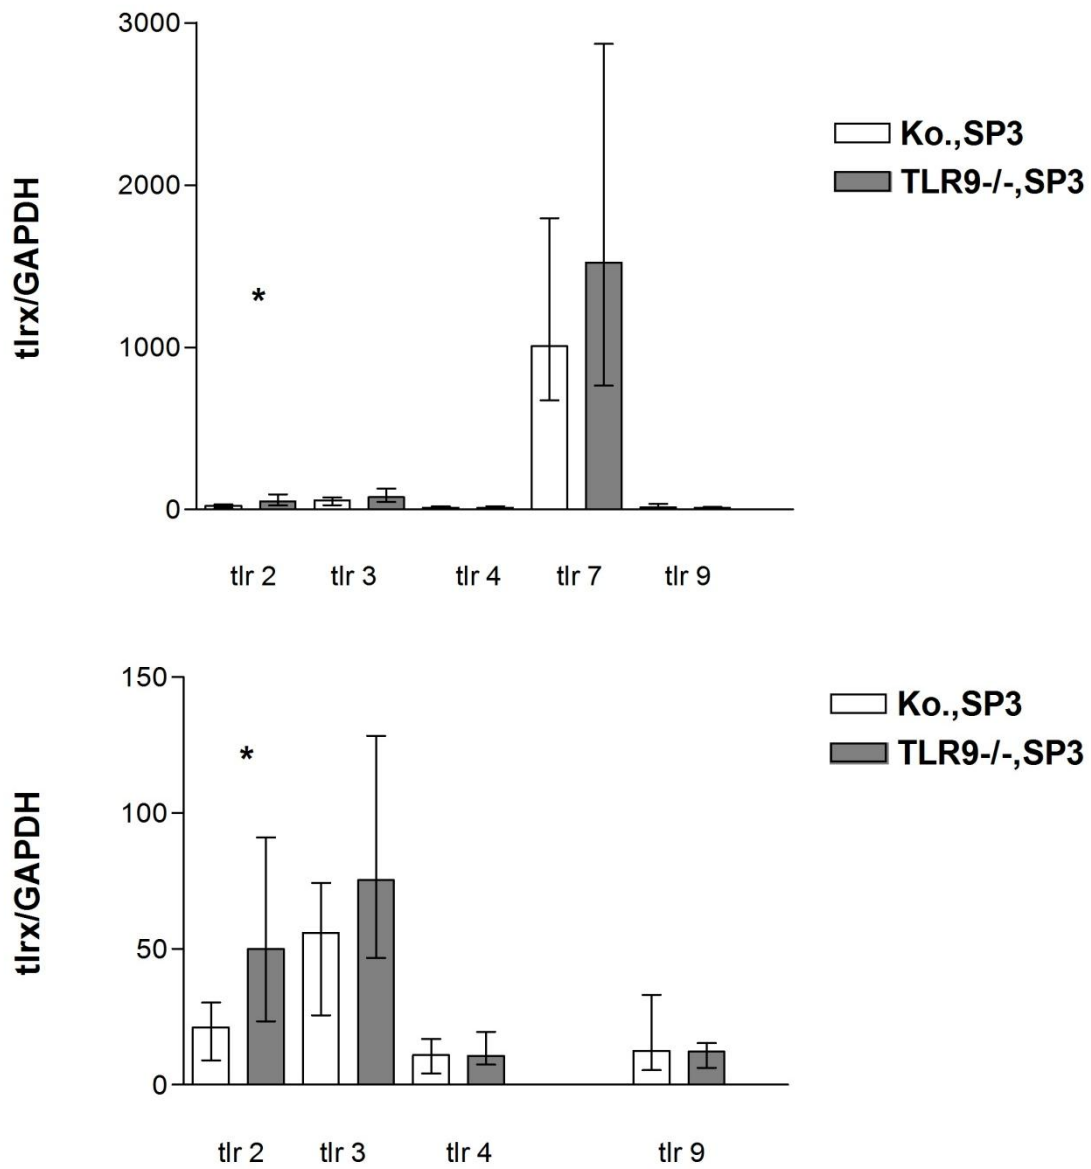 3000
2000
1000
0
tlrx/GAPDH
*
Ko.,SP3
TLR9-/-,SP3
tlr 2 tlr 3 tlr 4 tlr 7 tlr 9
150
100
50
0
tlrx/GAPDH
*
Ko.,SP3
TLR9-/-,SP3
tlr 2 tlr 3 tlr 4 tlr 9